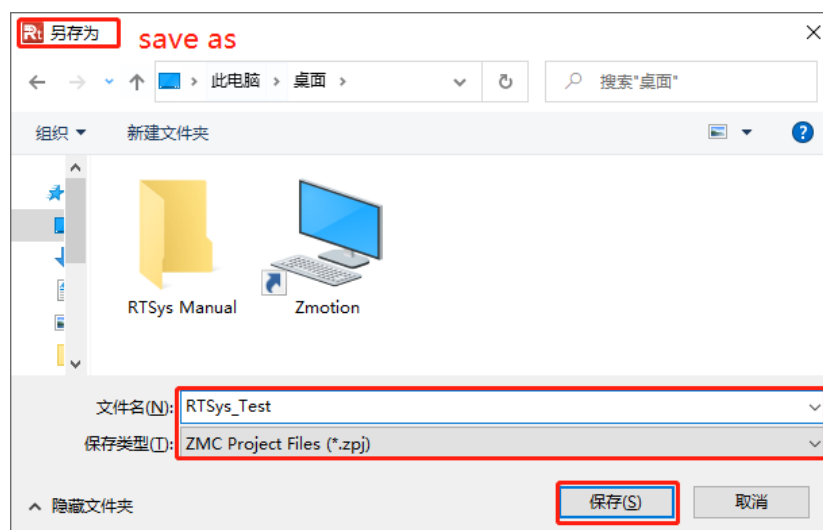 Rt 另存为 save as
此电脑 桌面 搜索"桌面"
组织 新建文件夹 ?
RTSys Manual Zmotion
文件名(N): RTSys_Test
保存类型(T): ZMC Project Files (*.zpj)
隐藏文件夹 保存(S) 取消